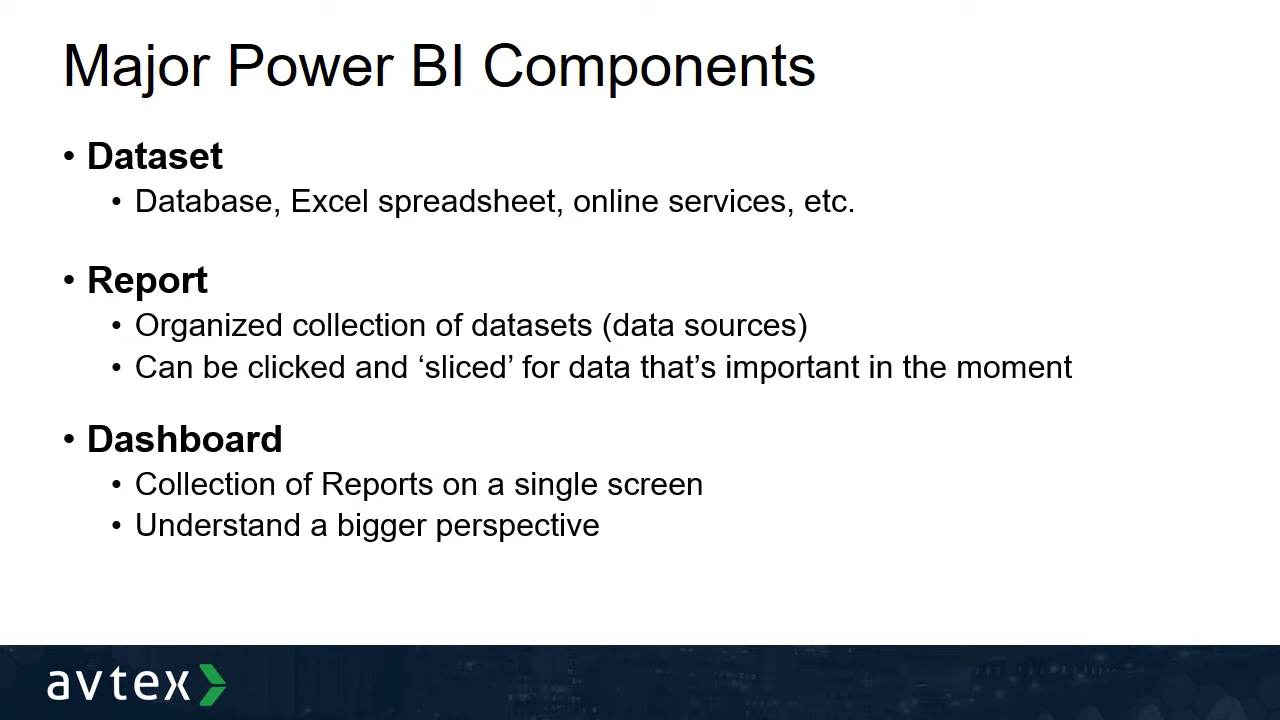 Major Power BI Components
• Dataset
• Database, Excel spreadsheet, online services, etc.
• Report
• Organized collection of datasets (data sources)
• Can be clicked and ‘sliced’ for data that’s important in the moment
• Dashboard
• Collection of Reports on a single screen
• Understand a bigger perspective
avtex